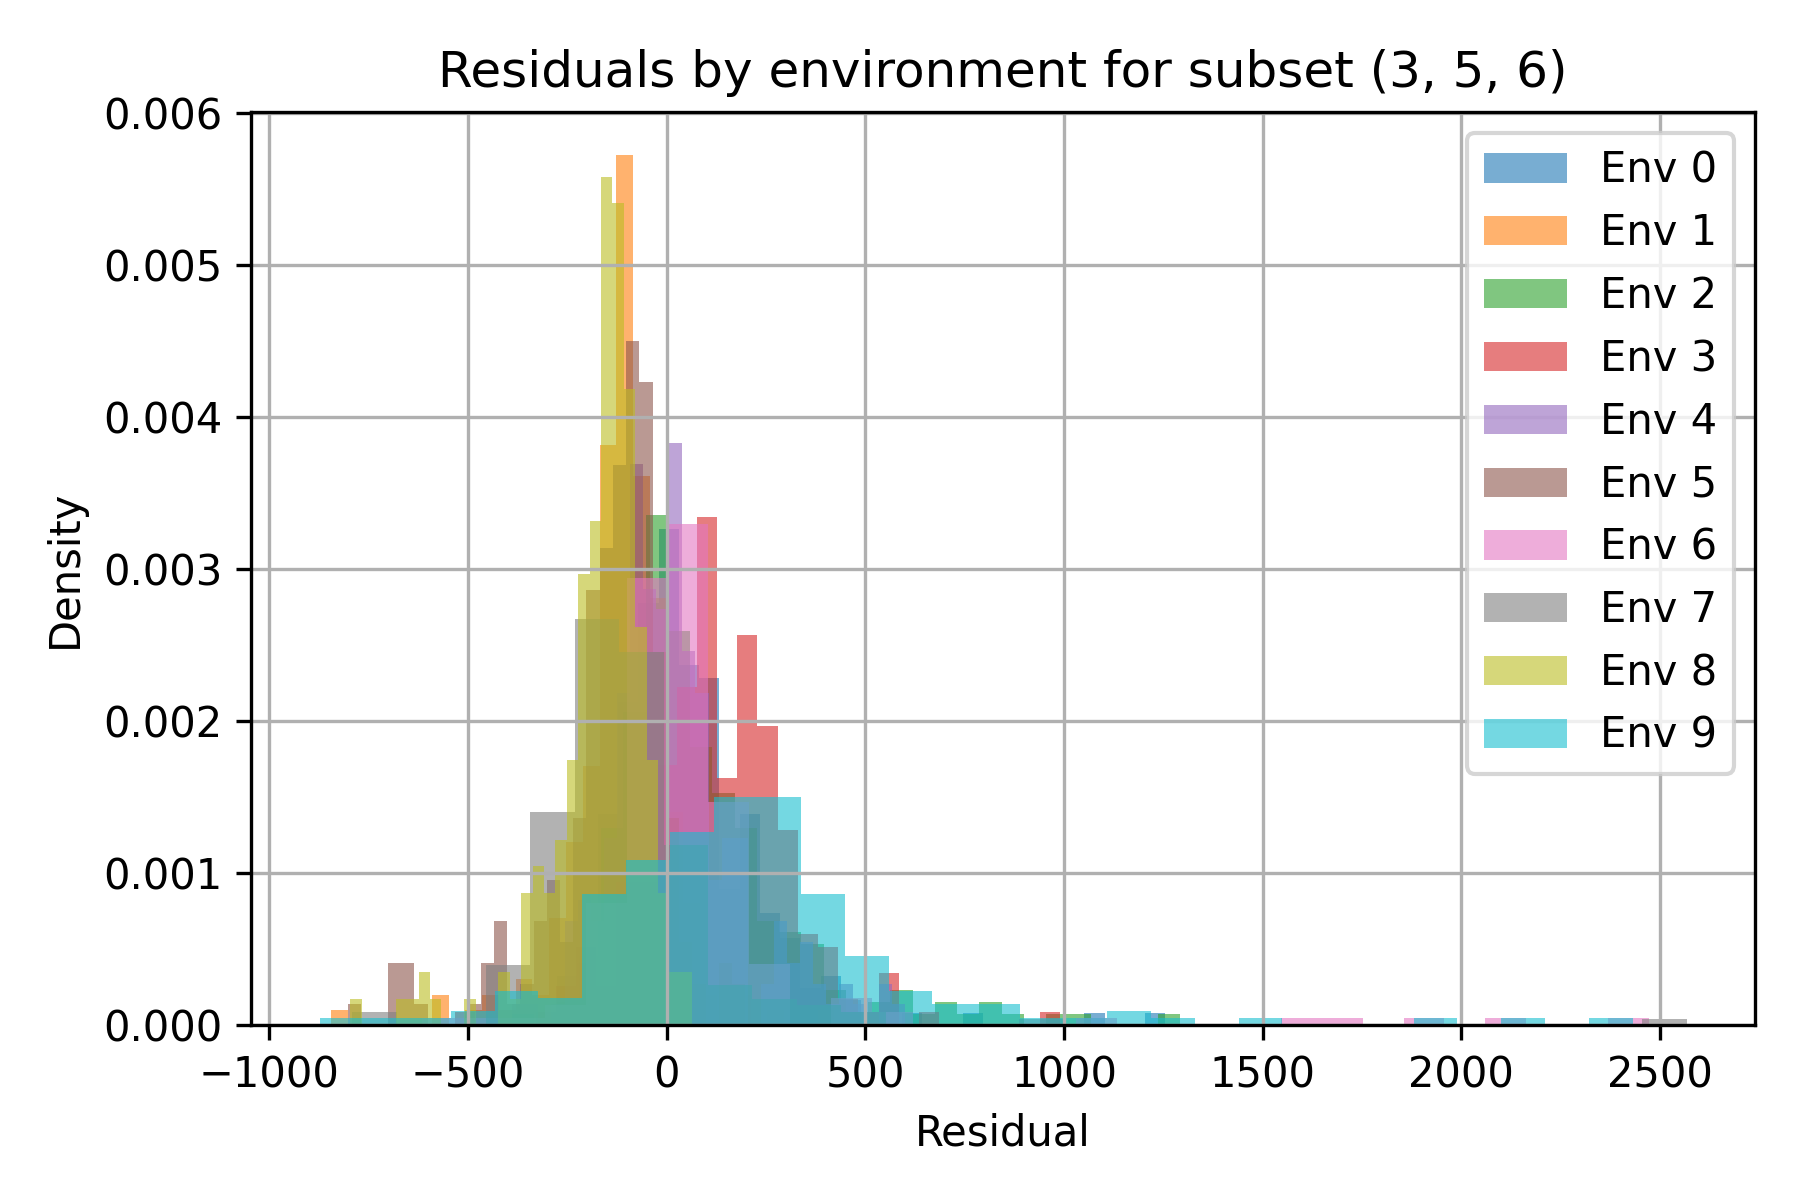 Residuals by environment for subset (3, 5, 6)
0.006
0.005
0.004
0.003
0.002
0.001
0.000
Density
−1000
−500
0
500
1000
1500
2000
2500
Residual
Env 0
Env 1
Env 2
Env 3
Env 4
Env 5
Env 6
Env 7
Env 8
Env 9